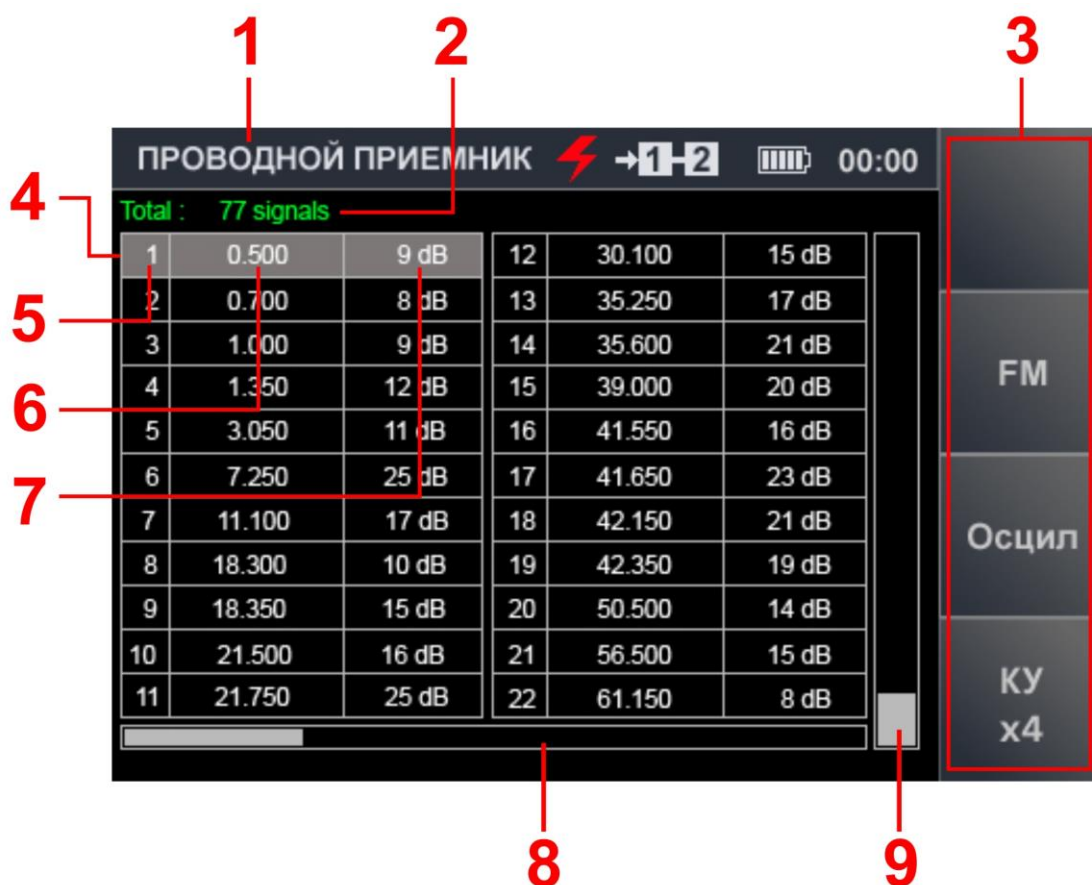 1 2 3
ПРОВОДНОЙ ПРИЕМНИК →1-2 00:00
Total : 77 signals
4
1 0.500 9 dB 12 30.100 15 dB
5
2 0.700 8 dB 13 35.250 17 dB
3 1.000 9 dB 14 35.600 21 dB
FM
6
4 1.350 12 dB 15 39.000 20 dB
5 3.050 11 dB 16 41.550 16 dB
7
6 7.250 25 dB 17 41.650 23 dB
7 11.100 17 dB 18 42.150 21 dB
Осцил
8 18.300 10 dB 19 42.350 19 dB
9 18.350 15 dB 20 50.500 14 dB
10 21.500 16 dB 21 56.500 15 dB
11 21.750 25 dB 22 61.150 8 dB
КУ
x4
8 9